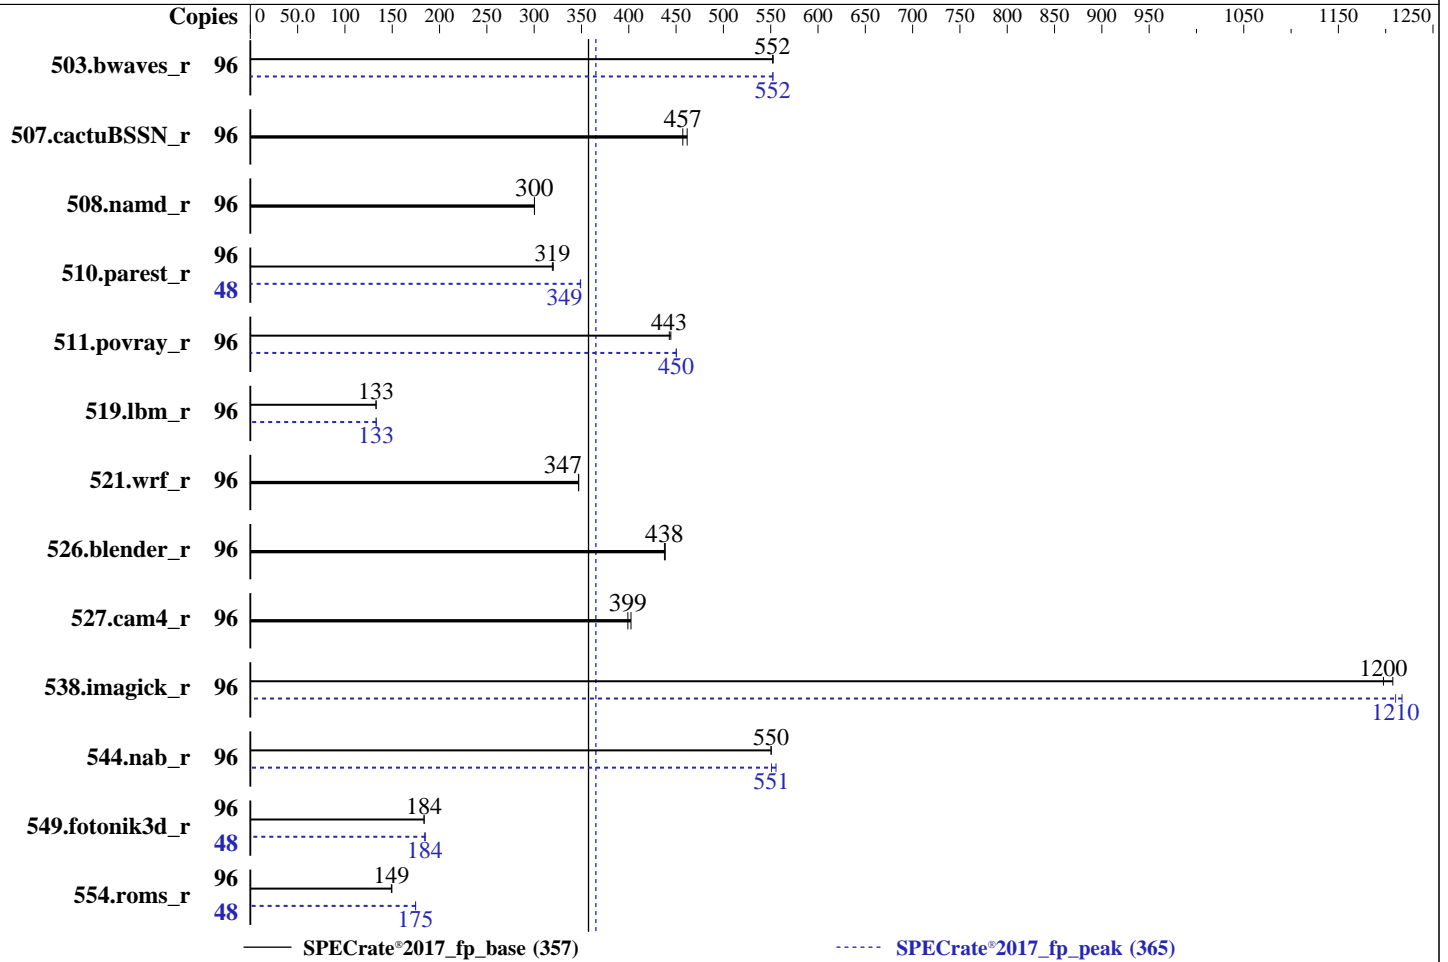 Copies 0 50.0 100 150 200 250 300 350 400 450 500 550 600 650 700 750 800 850 900 950 1050 1150 1250
503.bwaves_r 96 552
552
507.cactuBSSN_r 96 457
508.namd_r 96 300
510.parest_r 96 319
48 349
511.povray_r 96 443
450
519.lbm_r 96 133
133
521.wrf_r 96 347
526.blender_r 96 438
527.cam4_r 96 399
538.imagick_r 96 1200
1210
544.nab_r 96 550
551
549.fotonik3d_r 96 184
48 184
554.roms_r 96 149
48 175
SPECrate®2017_fp_base (357) SPECrate®2017_fp_peak (365)